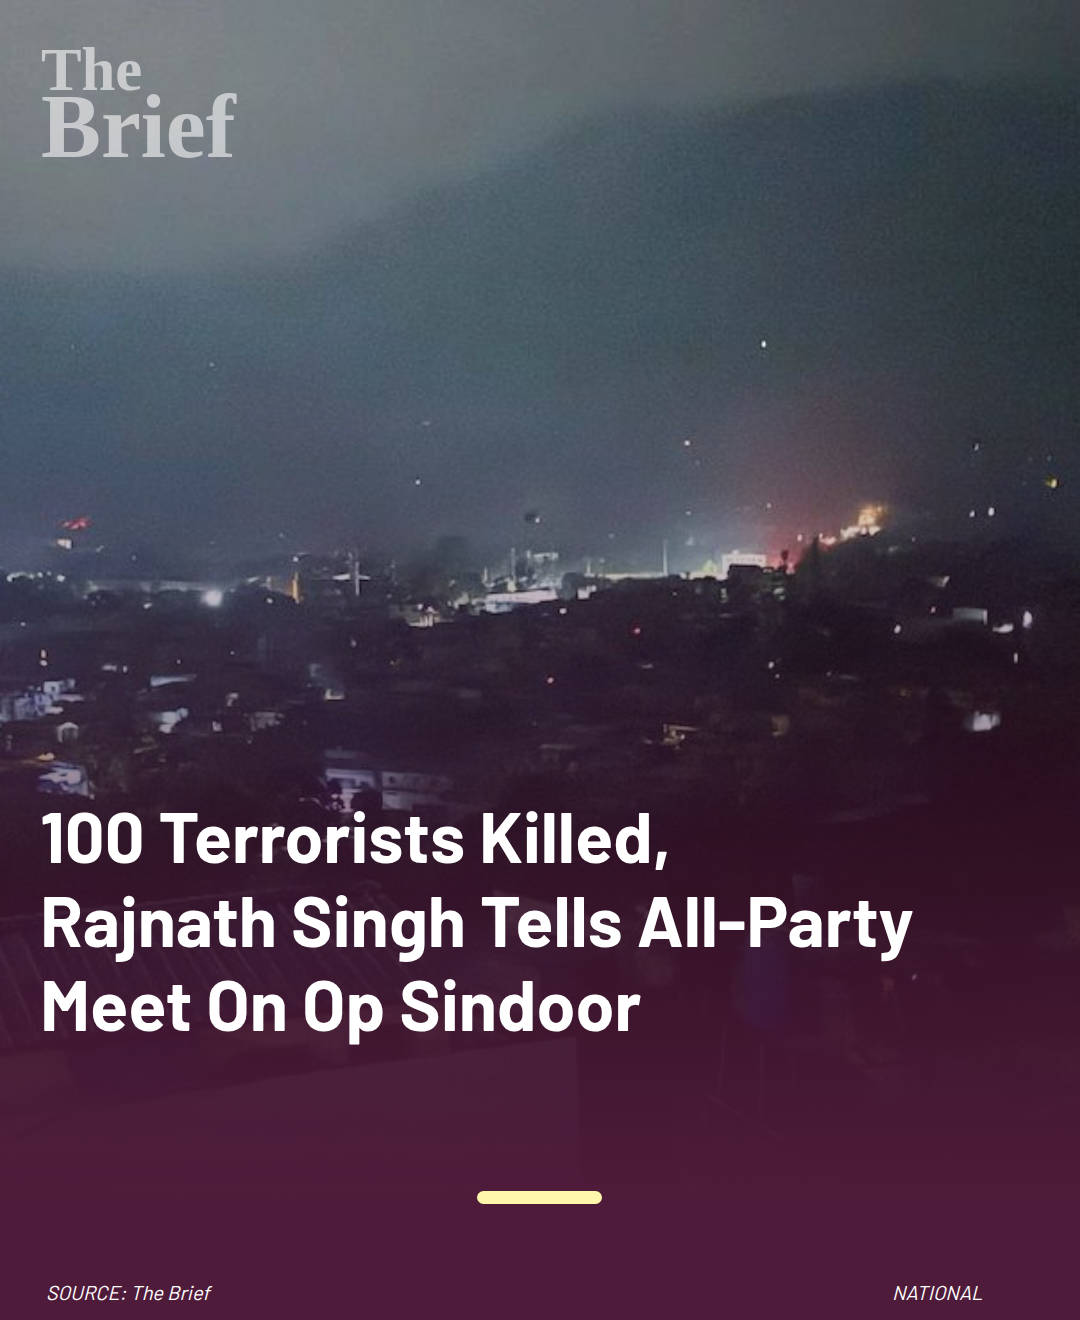 The
Brief
100 Terrorists Killed,
Rajnath Singh Tells All-Party
Meet On Op Sindoor
SOURCE: The Brief
NATIONAL